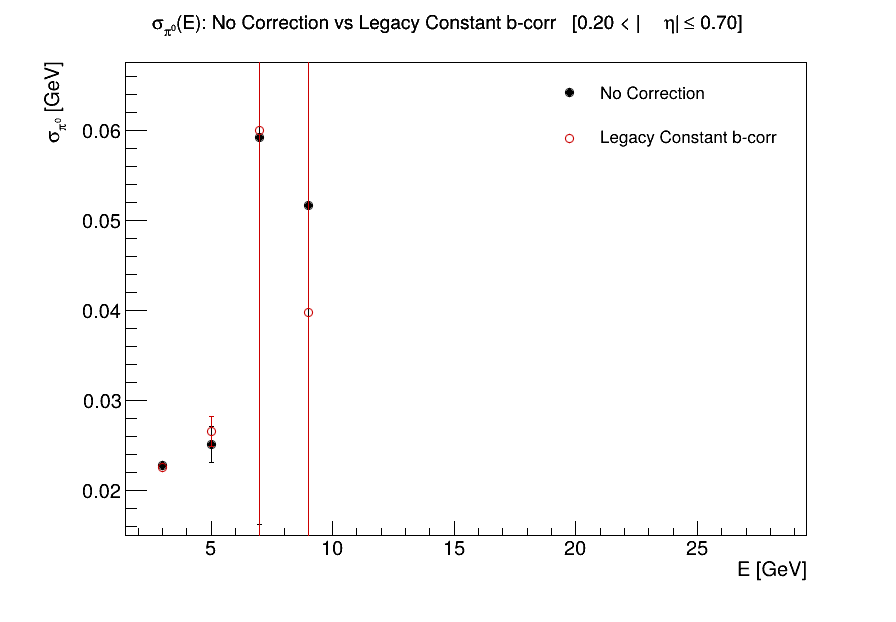 σπ⁰(E): No Correction vs Legacy Constant b-corr [0.20 < | η| ≤ 0.70]
σπ⁰ [GeV]
No Correction
Legacy Constant b-corr
0.06
0.05
0.04
0.03
0.02
5 10 15 20 25
E [GeV]